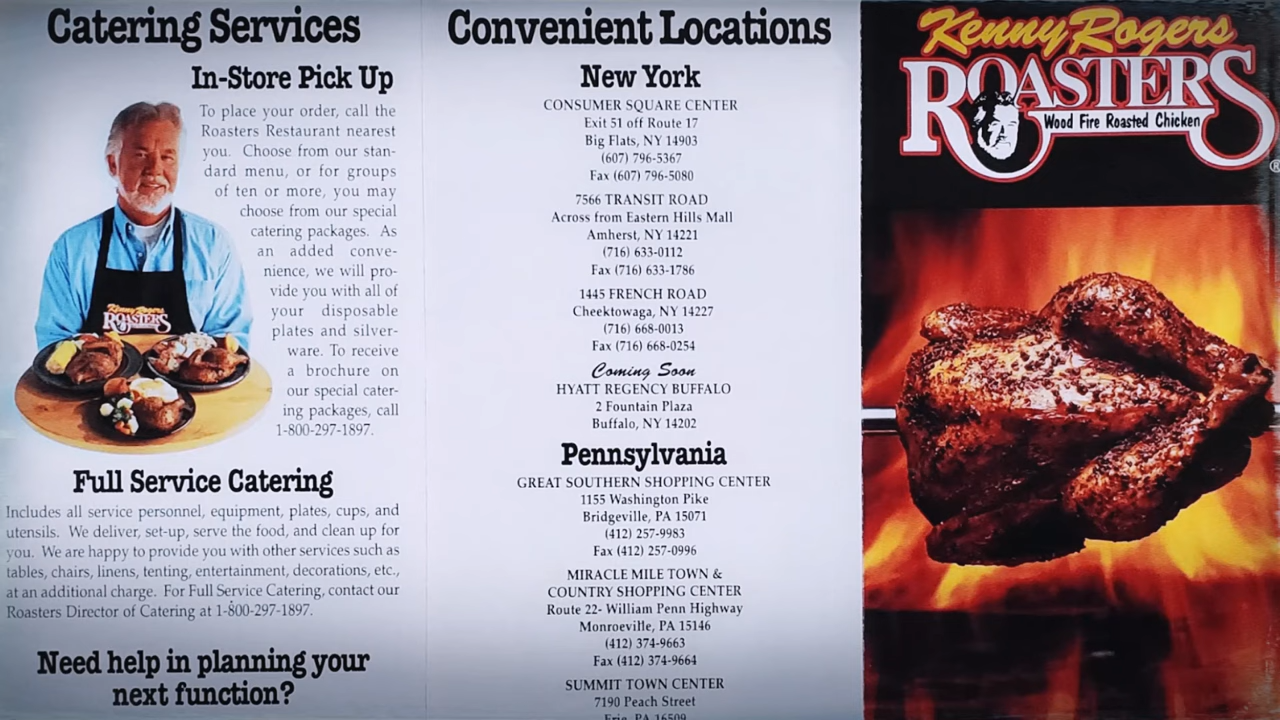 Catering Services
In-Store Pick Up
To place your order, call the
Roasters Restaurant nearest
you. Choose from our stan-
dard menu, or for groups
of ten or more, you may
choose from our special
catering packages. As
an added conve-
nience, we will pro-
vide you with all of
your disposable
plates and silver-
ware. To receive
a brochure on
our special cater-
ing packages, call
1-800-297-1897.
Kenny Rogers
ROASTERS
Full Service Catering
Includes all service personnel, equipment, plates, cups, and
utensils. We deliver, set-up, serve the food, and clean up for
you. We are happy to provide you with other services such as
tables, chairs, linens, tenting, entertainment, decorations, etc.,
at an additional charge. For Full Service Catering, contact our
Roasters Director of Catering at 1-800-297-1897.
Need help in planning your
next function?
Convenient Locations
New York
CONSUMER SQUARE CENTER
Exit 51 off Route 17
Big Flats, NY 14903
(607) 796-5367
Fax (607) 796-5080
7566 TRANSIT ROAD
Across from Eastern Hills Mall
Amherst, NY 14221
(716) 633-0112
Fax (716) 633-1786
1445 FRENCH ROAD
Cheektowaga, NY 14227
(716) 668-0013
Fax (716) 668-0254
Coming Soon
HYATT REGENCY BUFFALO
2 Fountain Plaza
Buffalo, NY 14202
Pennsylvania
GREAT SOUTHERN SHOPPING CENTER
1155 Washington Pike
Bridgeville, PA 15071
(412) 257-9983
Fax (412) 257-0996
MIRACLE MILE TOWN &
COUNTRY SHOPPING CENTER
Route 22- William Penn Highway
Monroeville, PA 15146
(412) 374-9663
Fax (412) 374-9664
SUMMIT TOWN CENTER
7190 Peach Street
Erie, PA 16509
Kenny Rogers
ROASTERS
Wood Fire Roasted Chicken
®